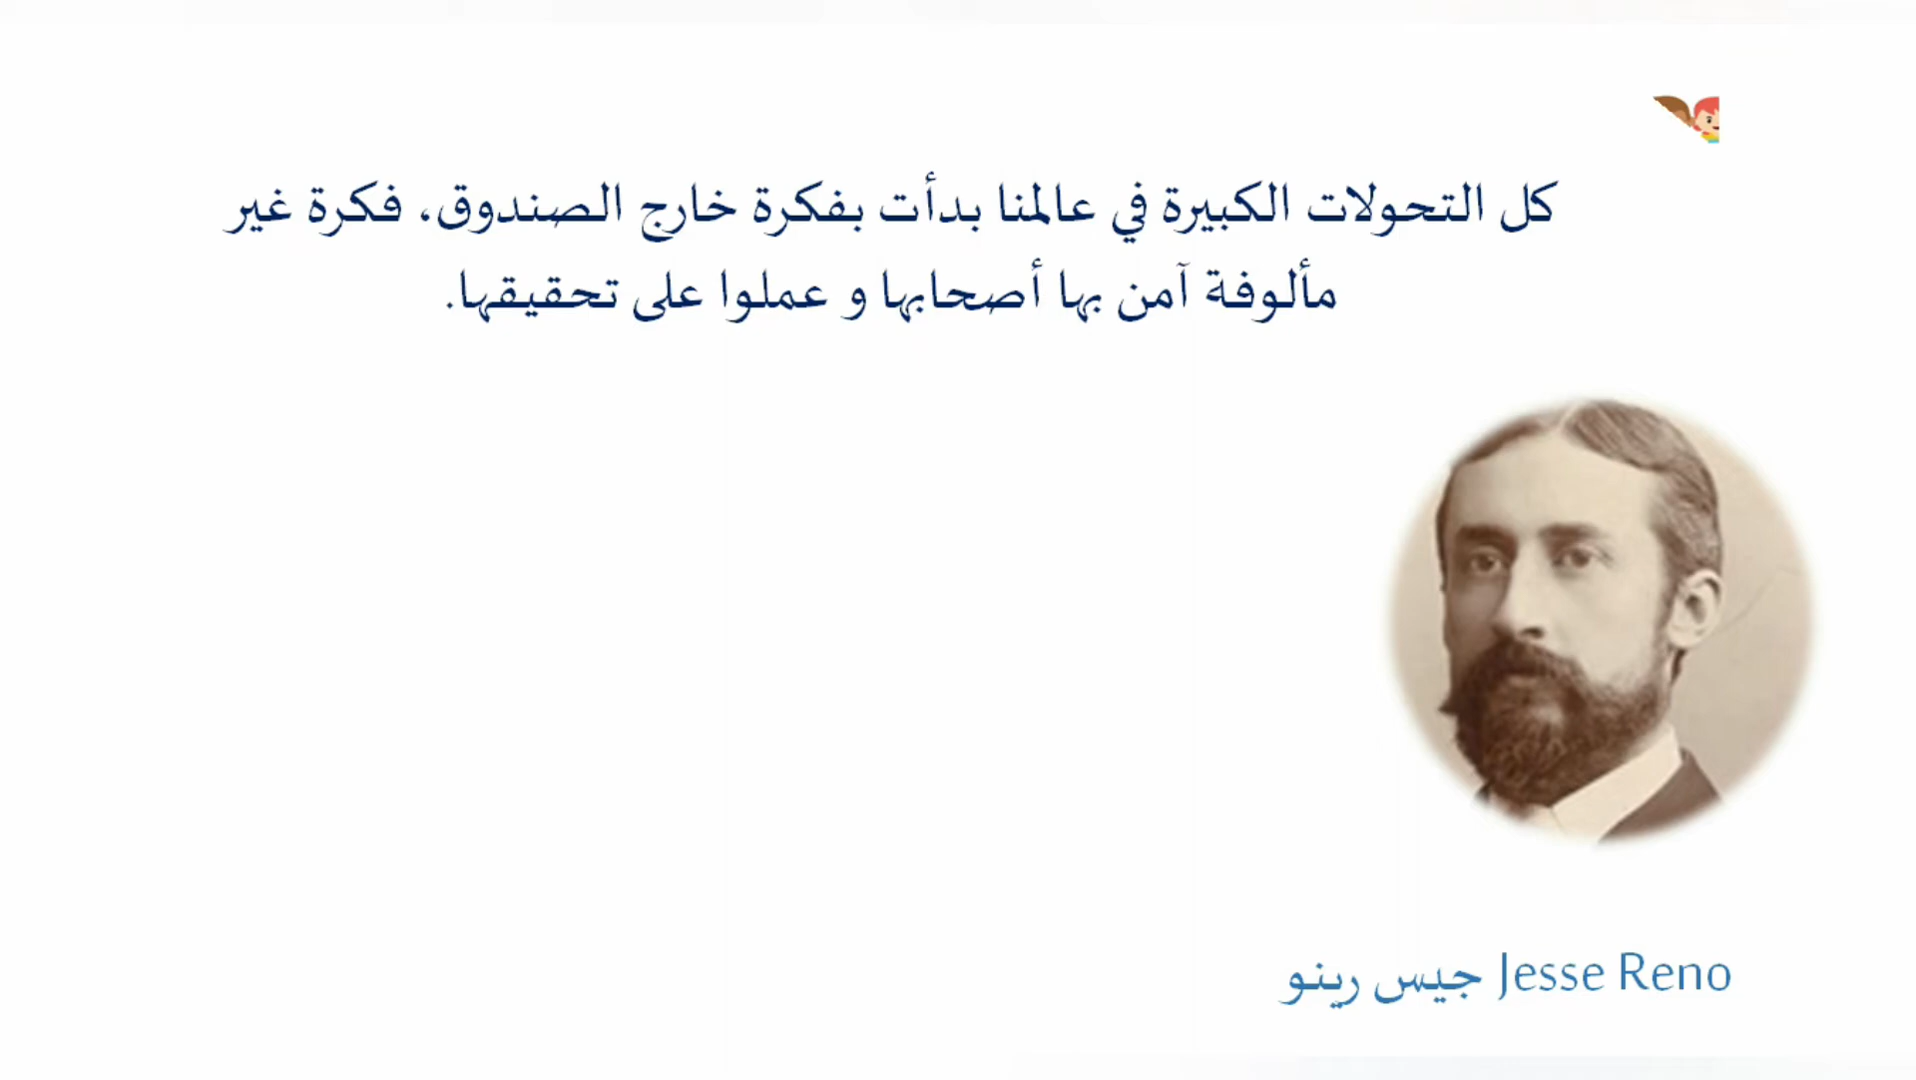 كل التحولات الكبيرة في عالمنا بدأت بفكرة خارج الصندوق، فكرة غير
مألوفة آمن بها أصحابها و عملوا على تحقيقها.
Jesse Reno جيس رينو